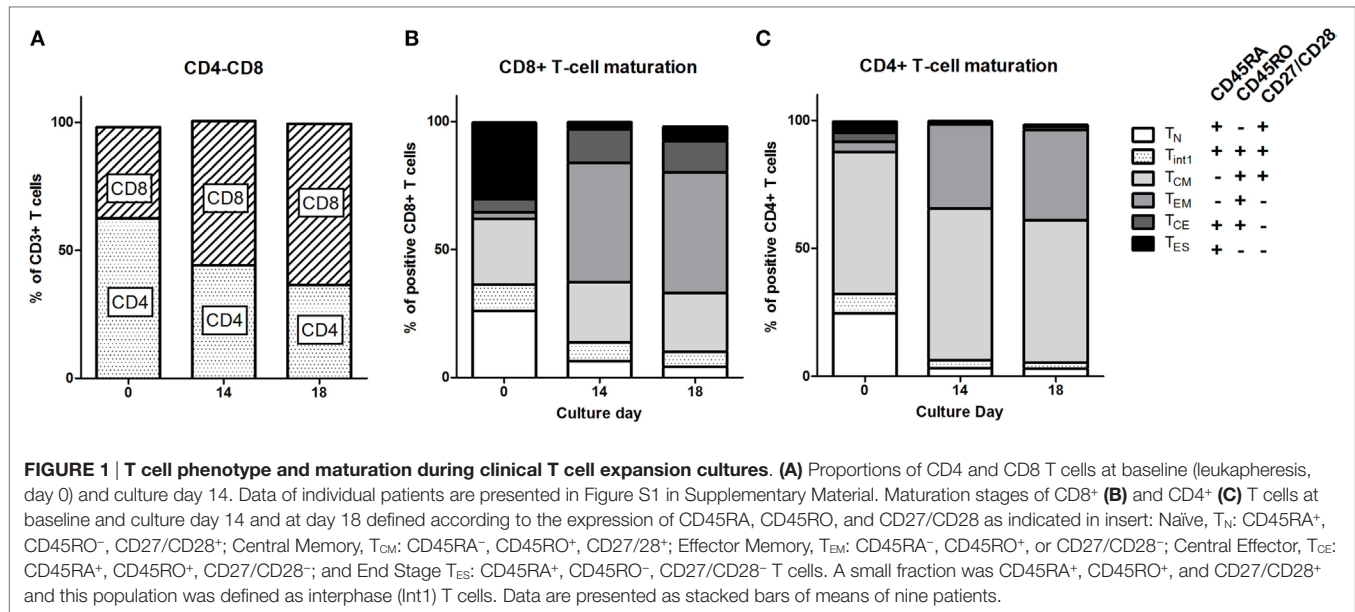 A
CD4-CD8
% of CD3+ T cells
100
50
0
CD8
CD4
CD8
CD4
CD8
CD4
0
14
18
B
CD8+ T-cell maturation
% of positive CD8+ T cells
100
50
0
0
14
18
Culture day
C
CD4+ T-cell maturation
% of positive CD4+ T cells
100
50
0
0
14
18
Culture Day
CD45RA
CD45RO
CD27/CD28
TN + - +
Tint1 + + +
TCM - + +
TEM - + -
TCE + + -
TES + - -
FIGURE 1 | T cell phenotype and maturation during clinical T cell expansion cultures. (A) Proportions of CD4 and CD8 T cells at baseline (leukapheresis,
day 0) and culture day 14. Data of individual patients are presented in Figure S1 in Supplementary Material. Maturation stages of CD8⁺ (B) and CD4⁺ (C) T cells at
baseline and culture day 14 and at day 18 defined according to the expression of CD45RA, CD45RO, and CD27/CD28 as indicated in insert: Naïve, TN: CD45RA⁺,
CD45RO⁻, CD27/CD28⁺; Central Memory, TCM: CD45RA⁻, CD45RO⁺, CD27/28⁺; Effector Memory, TEM: CD45RA⁻, CD45RO⁺, or CD27/CD28⁻; Central Effector, TCE:
CD45RA⁺, CD45RO⁺, CD27/CD28⁻; and End Stage TES: CD45RA⁺, CD45RO⁻, CD27/CD28⁻ T cells. A small fraction was CD45RA⁺, CD45RO⁺, and CD27/CD28⁺
and this population was defined as interphase (Int1) T cells. Data are presented as stacked bars of means of nine patients.